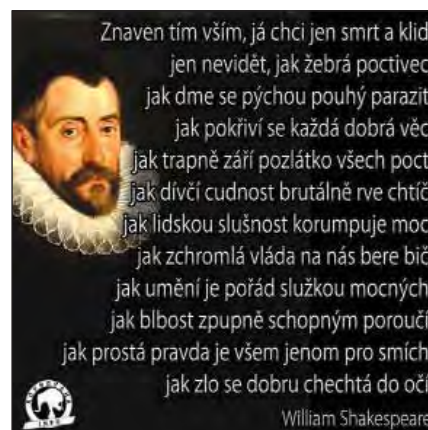 Znaven tím vším, já chci jen smrt a klid
jen nevidět, jak žebrá poctivec
jak dme se pýchou pouhý parazit
jak pokřiví se každá dobrá věc
jak trapně září pozlátko všech poct
jak dívčí cudnost brutálně rve chtíč
jak lidskou slušnost korumpuje moc
jak zchromlá vláda na nás bere bič
jak umění je pořád služkou mocných
jak blbost zpupně schopným poroučí
jak prostá pravda je všem jenom pro smích
jak zlo se dobru chechtá do očí
William Shakespeare